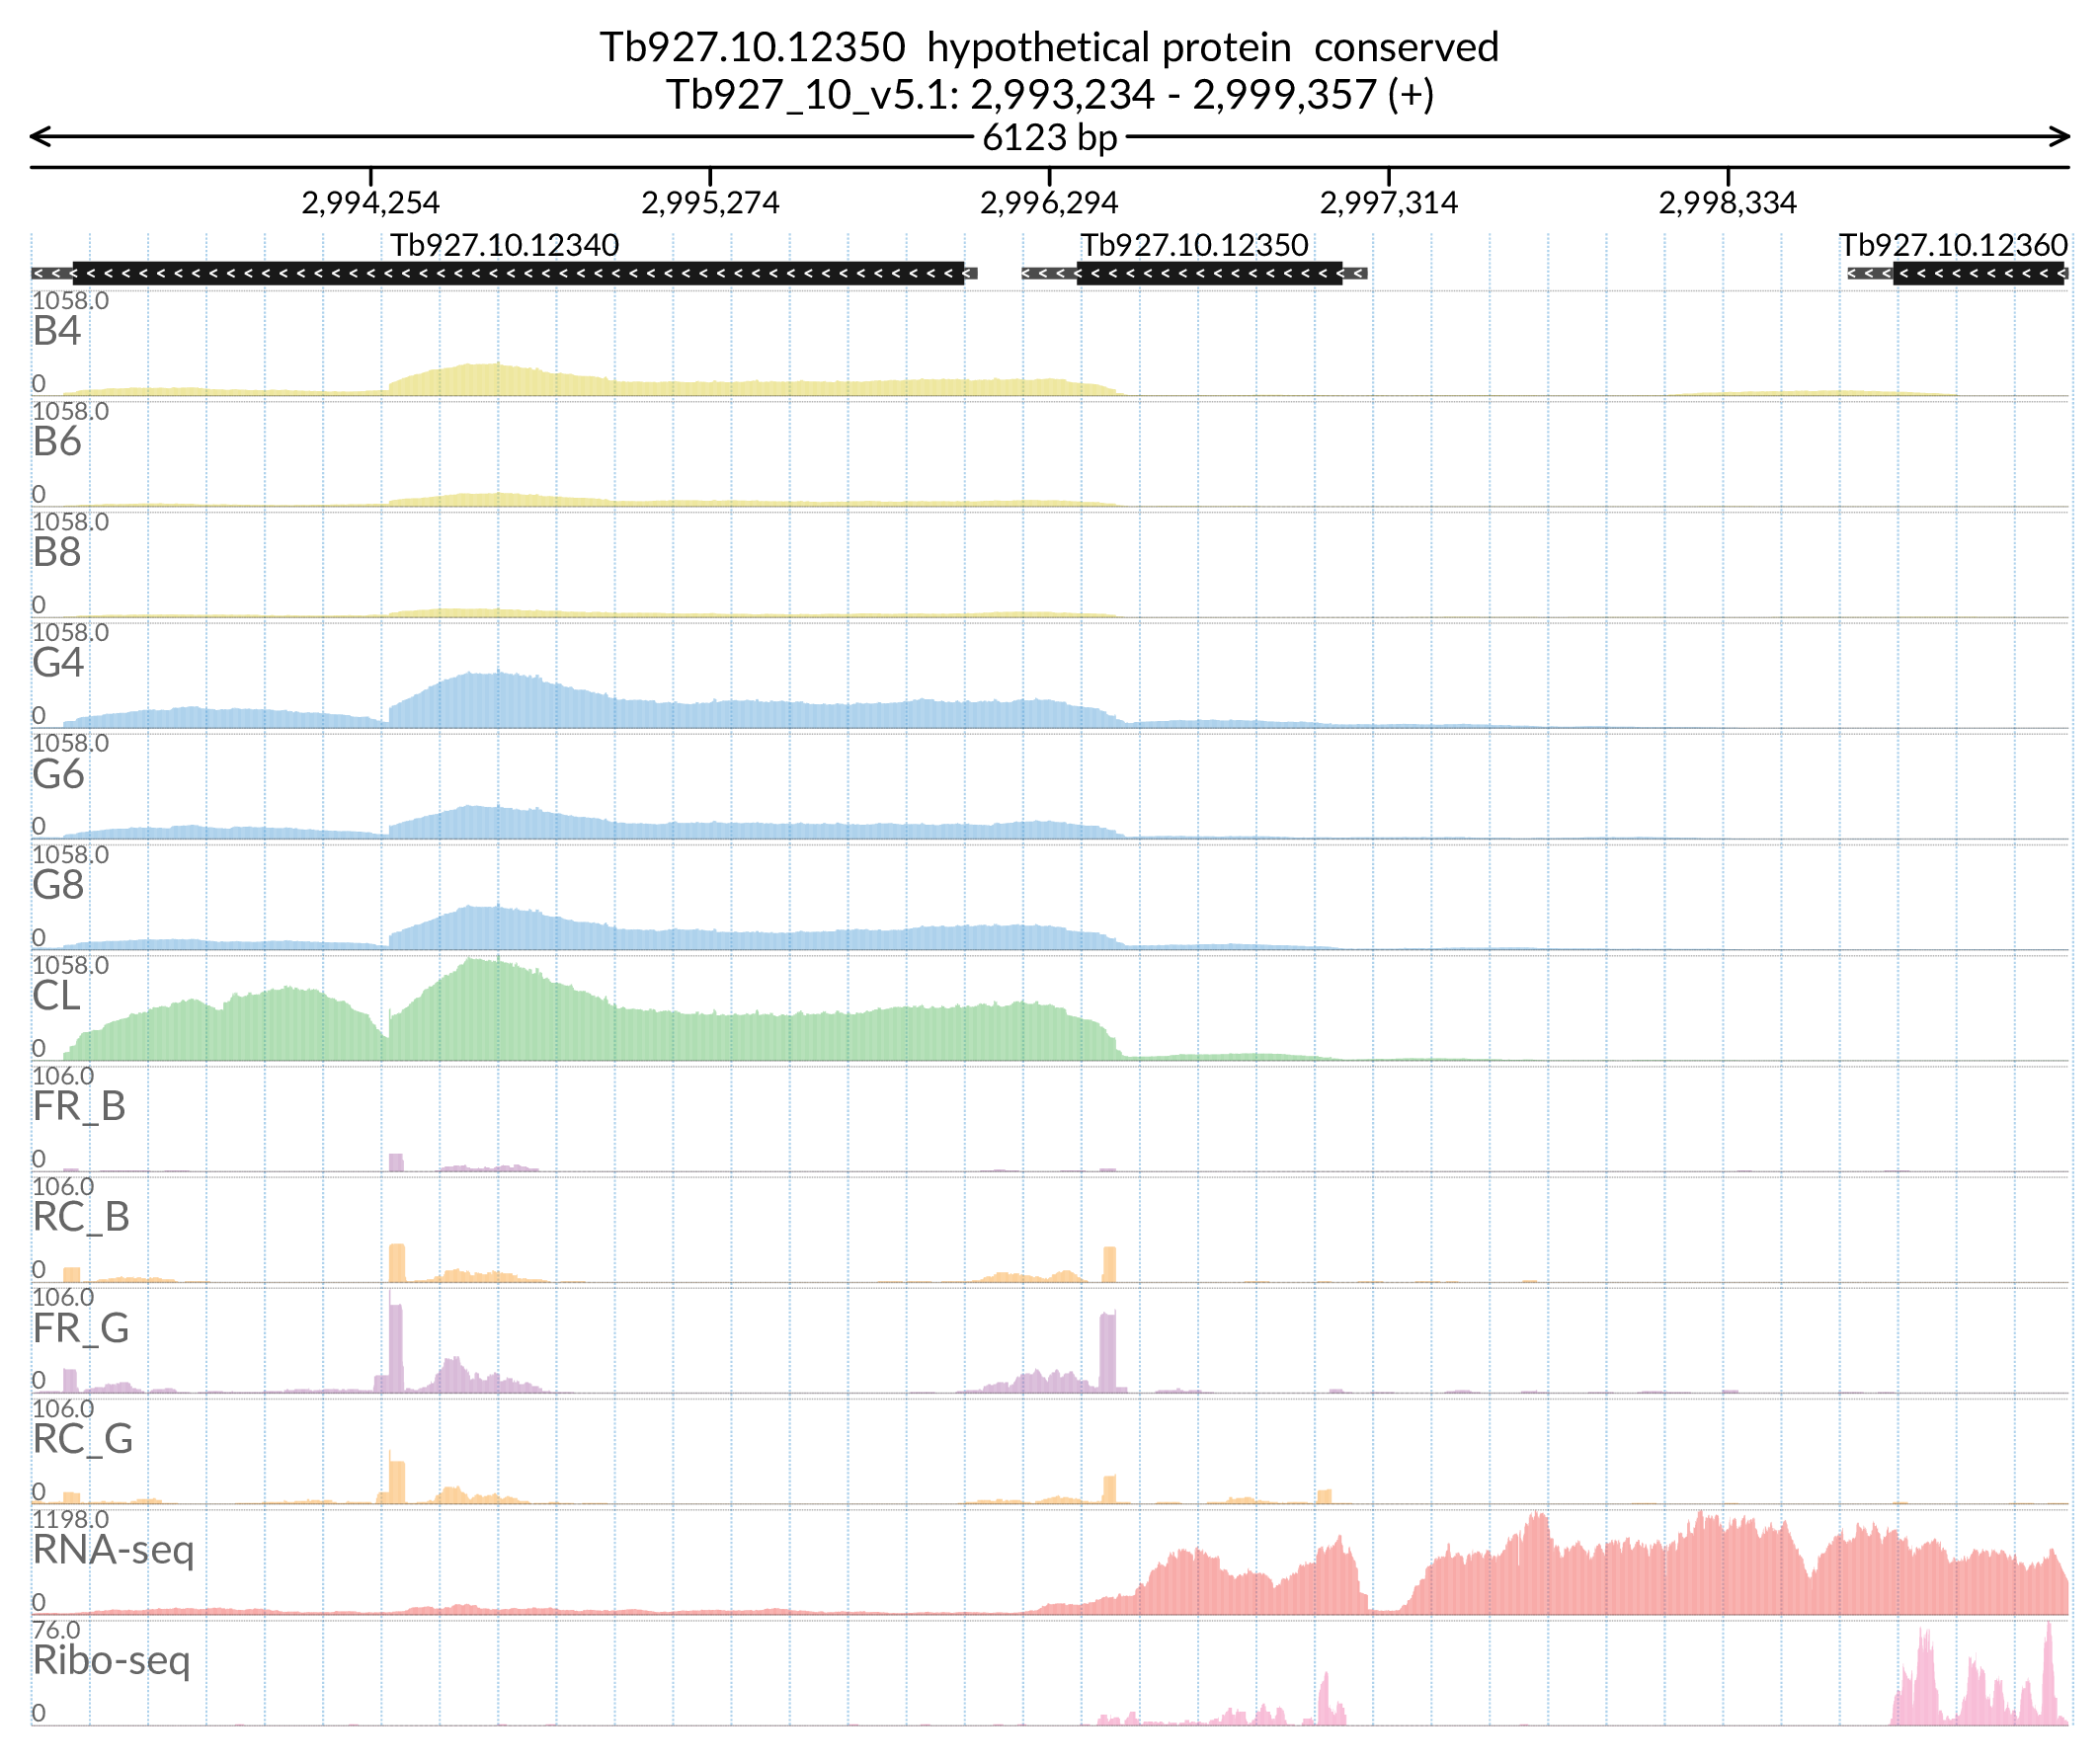 Tb927.10.12350 hypothetical protein conserved
Tb927_10_v5.1: 2,993,234 - 2,999,357 (+)
6123 bp
2,994,254 2,995,274 2,996,294 2,997,314 2,998,334
Tb927.10.12340 Tb927.10.12350 Tb927.10.12360
1058.0
B4
0
1058.0
B6
0
1058.0
B8
0
1058.0
G4
0
1058.0
G6
0
1058.0
G8
0
1058.0
CL
0
106.0
FR_B
0
106.0
RC_B
0
106.0
FR_G
0
106.0
RC_G
0
1198.0
RNA-seq
0
76.0
Ribo-seq
0